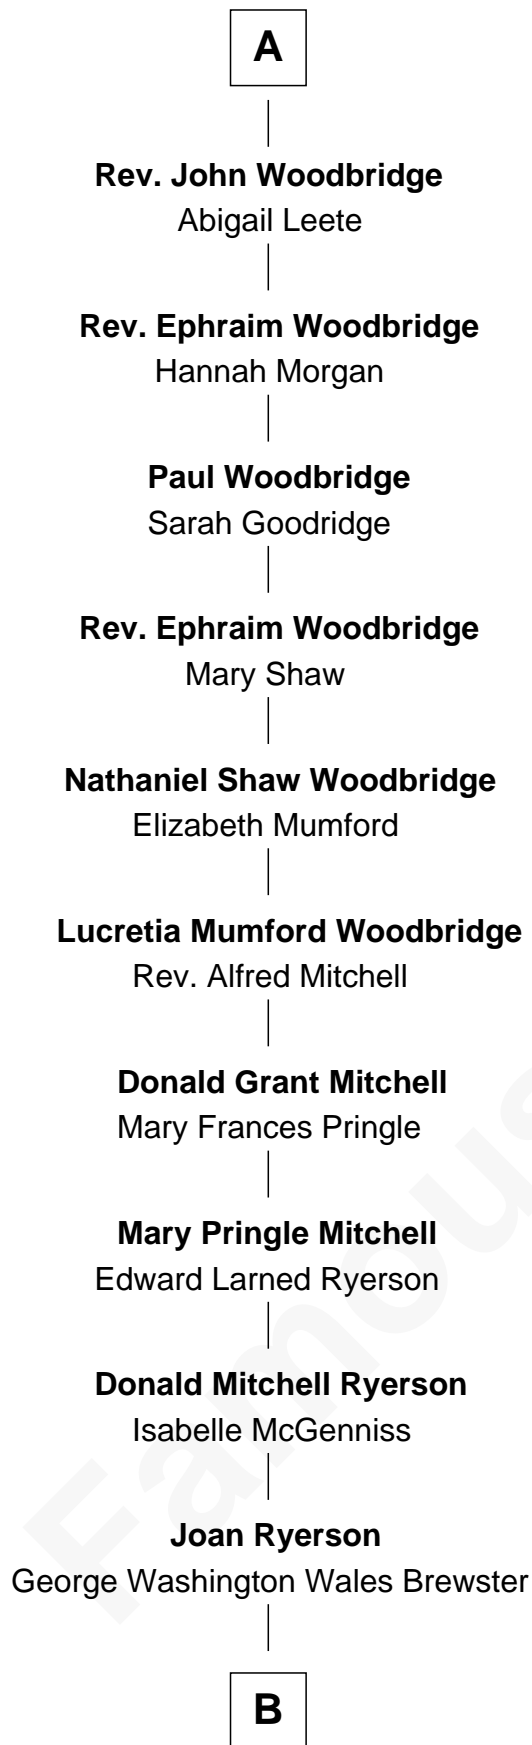 A
Rev. John Woodbridge
Abigail Leete
Rev. Ephraim Woodbridge
Hannah Morgan
Paul Woodbridge
Sarah Goodridge
Rev. Ephraim Woodbridge
Mary Shaw
Nathaniel Shaw Woodbridge
Elizabeth Mumford
Lucretia Mumford Woodbridge
Rev. Alfred Mitchell
Donald Grant Mitchell
Mary Frances Pringle
Mary Pringle Mitchell
Edward Larned Ryerson
Donald Mitchell Ryerson
Isabelle McGenniss
Joan Ryerson
George Washington Wales Brewster
B
Famous